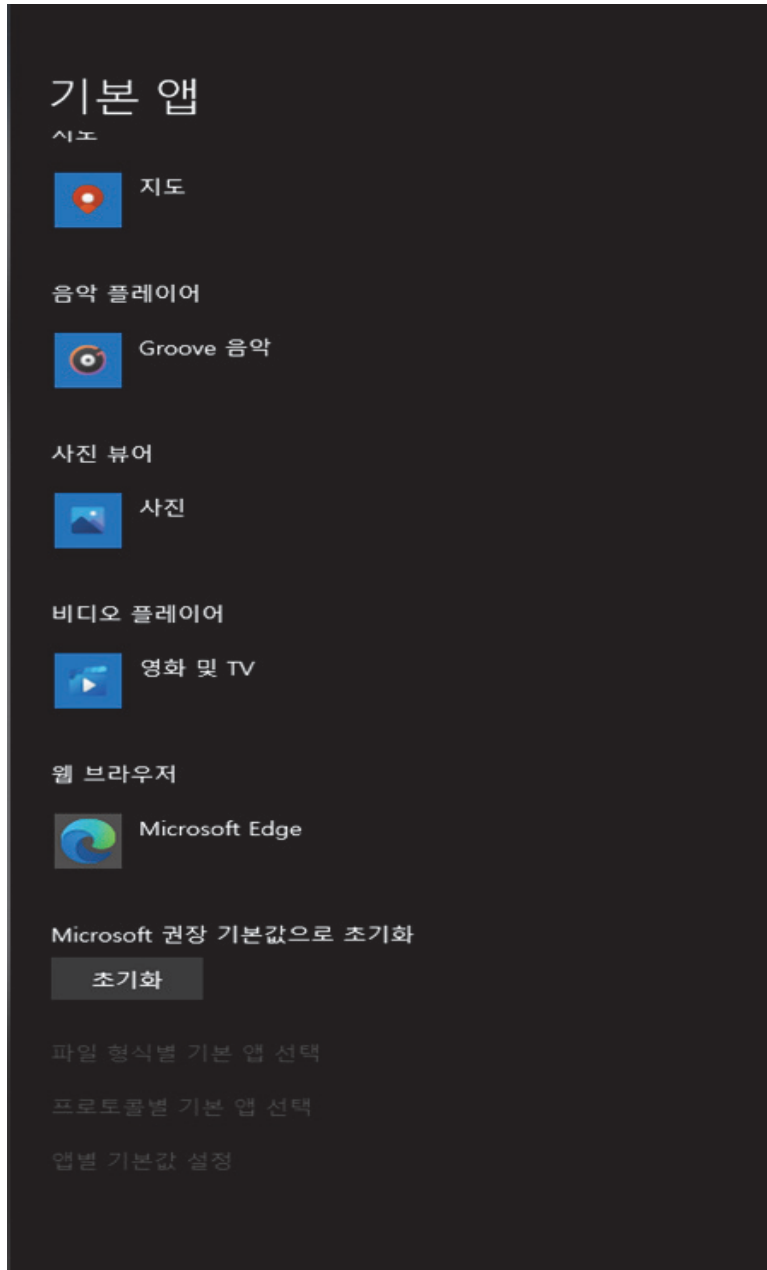 기본 앱
지도
지도
음악 플레이어
Groove 음악
사진 뷰어
사진
비디오 플레이어
영화 및 TV
웹 브라우저
Microsoft Edge
Microsoft 권장 기본값으로 초기화
초기화
파일 형식별 기본 앱 선택
프로토콜별 기본 앱 선택
앱별 기본값 설정